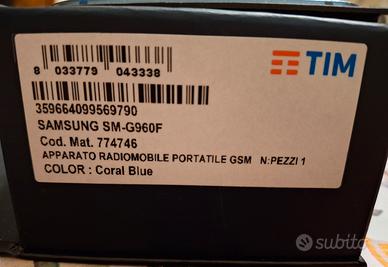 TIM
8 033779 043338
359664099569790
SAMSUNG SM-G960F
Cod. Mat. 774746
APPARATO RADIOMOBILE PORTATILE GSM N:PEZZI 1
COLOR : Coral Blue
subito